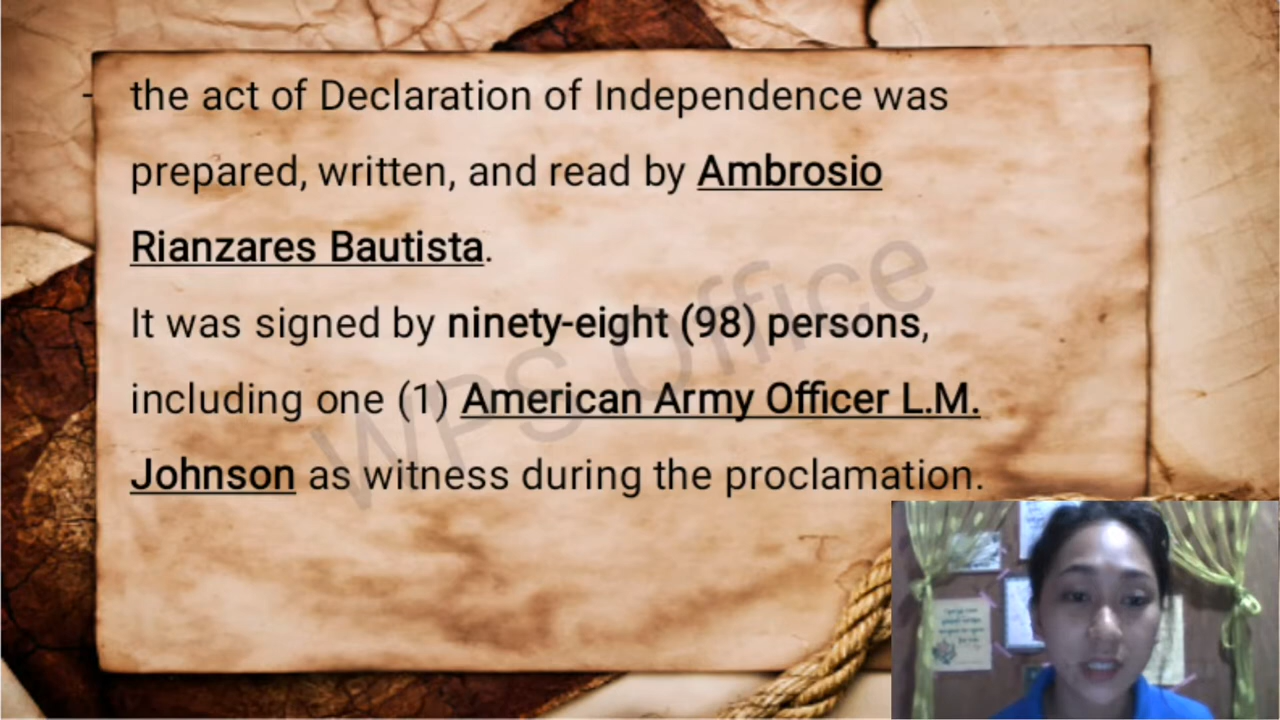 - the act of Declaration of Independence was
prepared, written, and read by Ambrosio
Rianzares Bautista.
It was signed by ninety-eight (98) persons,
including one (1) American Army Officer L.M.
Johnson as witness during the proclamation.
WPS Office